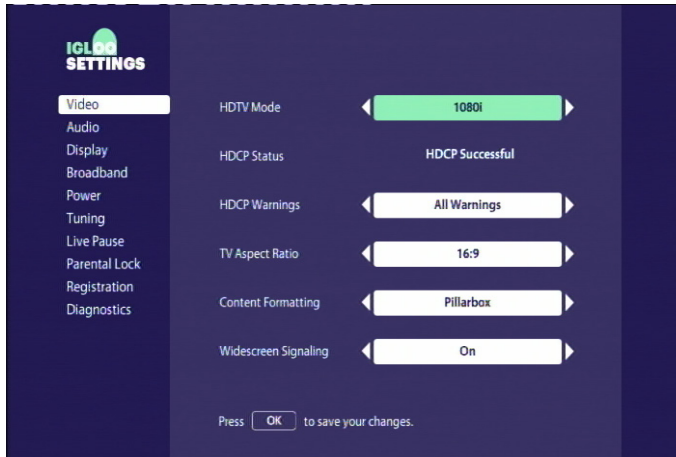 IGLOO
SETTINGS
Video
Audio
Display
Broadband
Power
Tuning
Live Pause
Parental Lock
Registration
Diagnostics
HDTV Mode 1080i
HDCP Status HDCP Successful
HDCP Warnings All Warnings
TV Aspect Ratio 16:9
Content Formatting Pillarbox
Widescreen Signaling On
Press OK to save your changes.